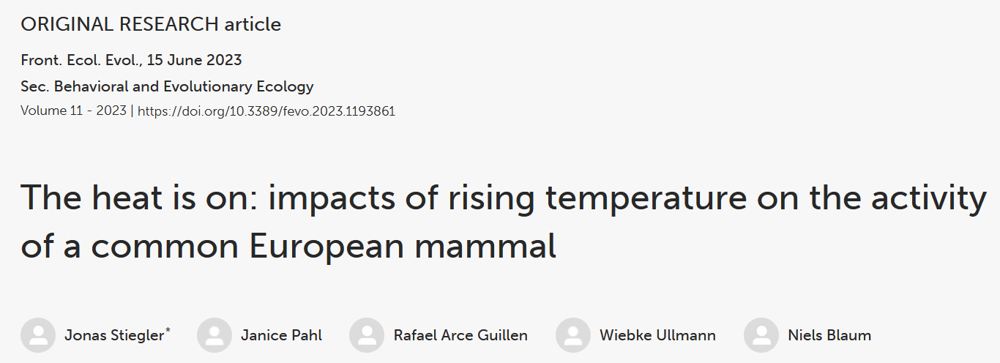 ORIGINAL RESEARCH article
Front. Ecol. Evol., 15 June 2023
Sec. Behavioral and Evolutionary Ecology
Volume 11 - 2023 | https://doi.org/10.3389/fevo.2023.1193861
The heat is on: impacts of rising temperature on the activity
of a common European mammal
Jonas Stiegler* Janice Pahl Rafael Arce Guillen Wiebke Ullmann Niels Blaum